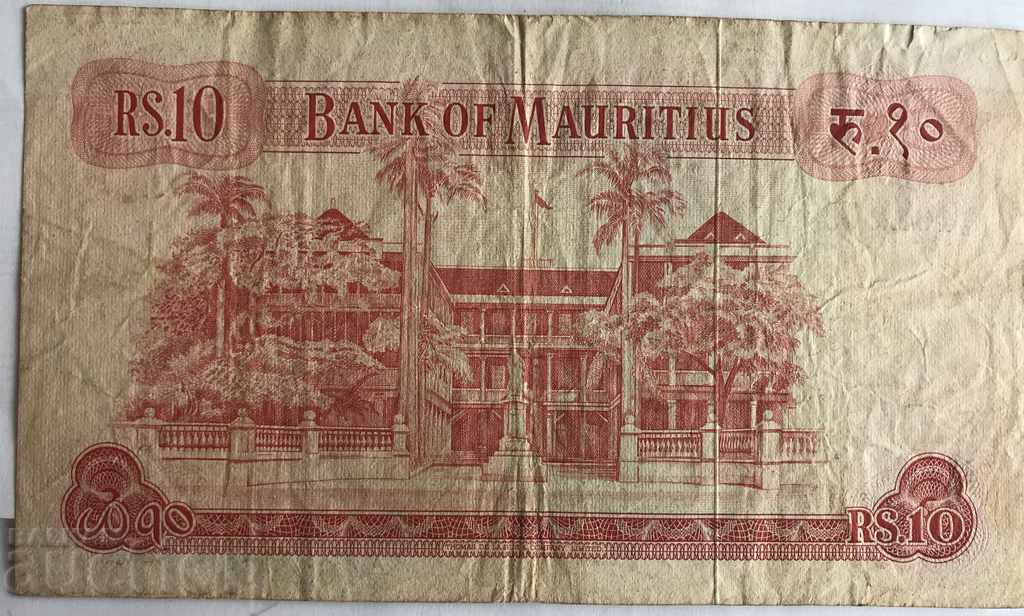 RS.10
BANK OF MAURITIUS
रु.१०
RS.10